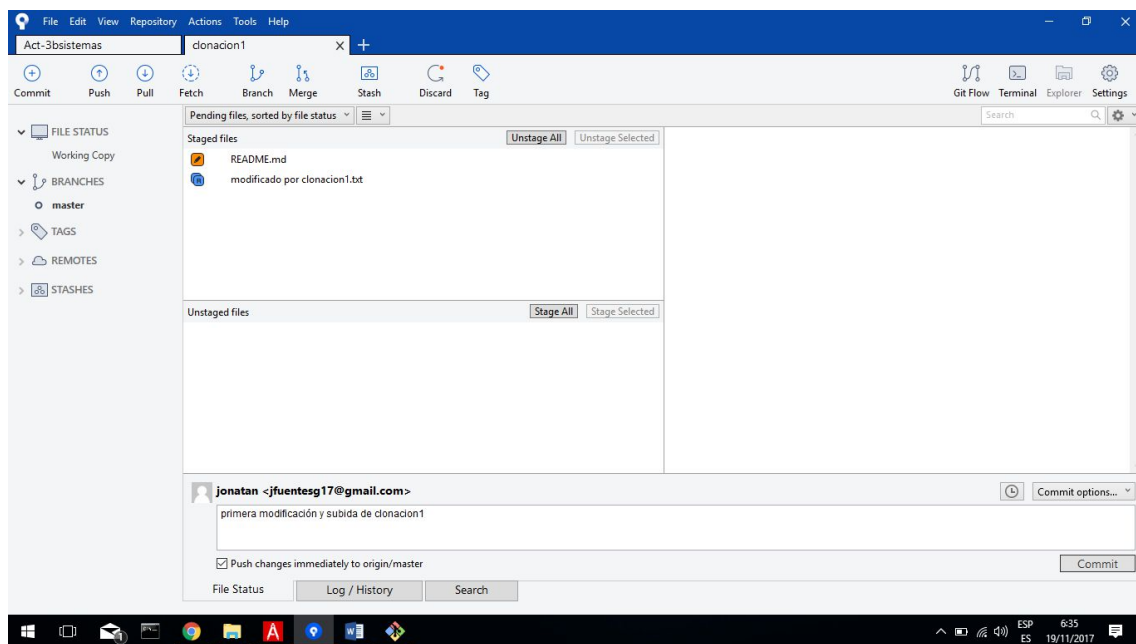 File Edit View Repository Actions Tools Help
Act-3bsistemas clonacion1
Commit Push Pull Fetch Branch Merge Stash Discard Tag Git Flow Terminal Explorer Settings
Pending files, sorted by file status Search
FILE STATUS
Working Copy
BRANCHES
master
TAGS
REMOTES
STASHES
Staged files Unstage All Unstage Selected
README.md
modificado por clonacion1.txt
Unstaged files Stage All Stage Selected
jonatan <jfuentesg17@gmail.com> Commit options...
primera modificación y subida de clonacion1
Push changes immediately to origin/master Commit
File Status Log / History Search
ESP 6:35
ES 19/11/2017